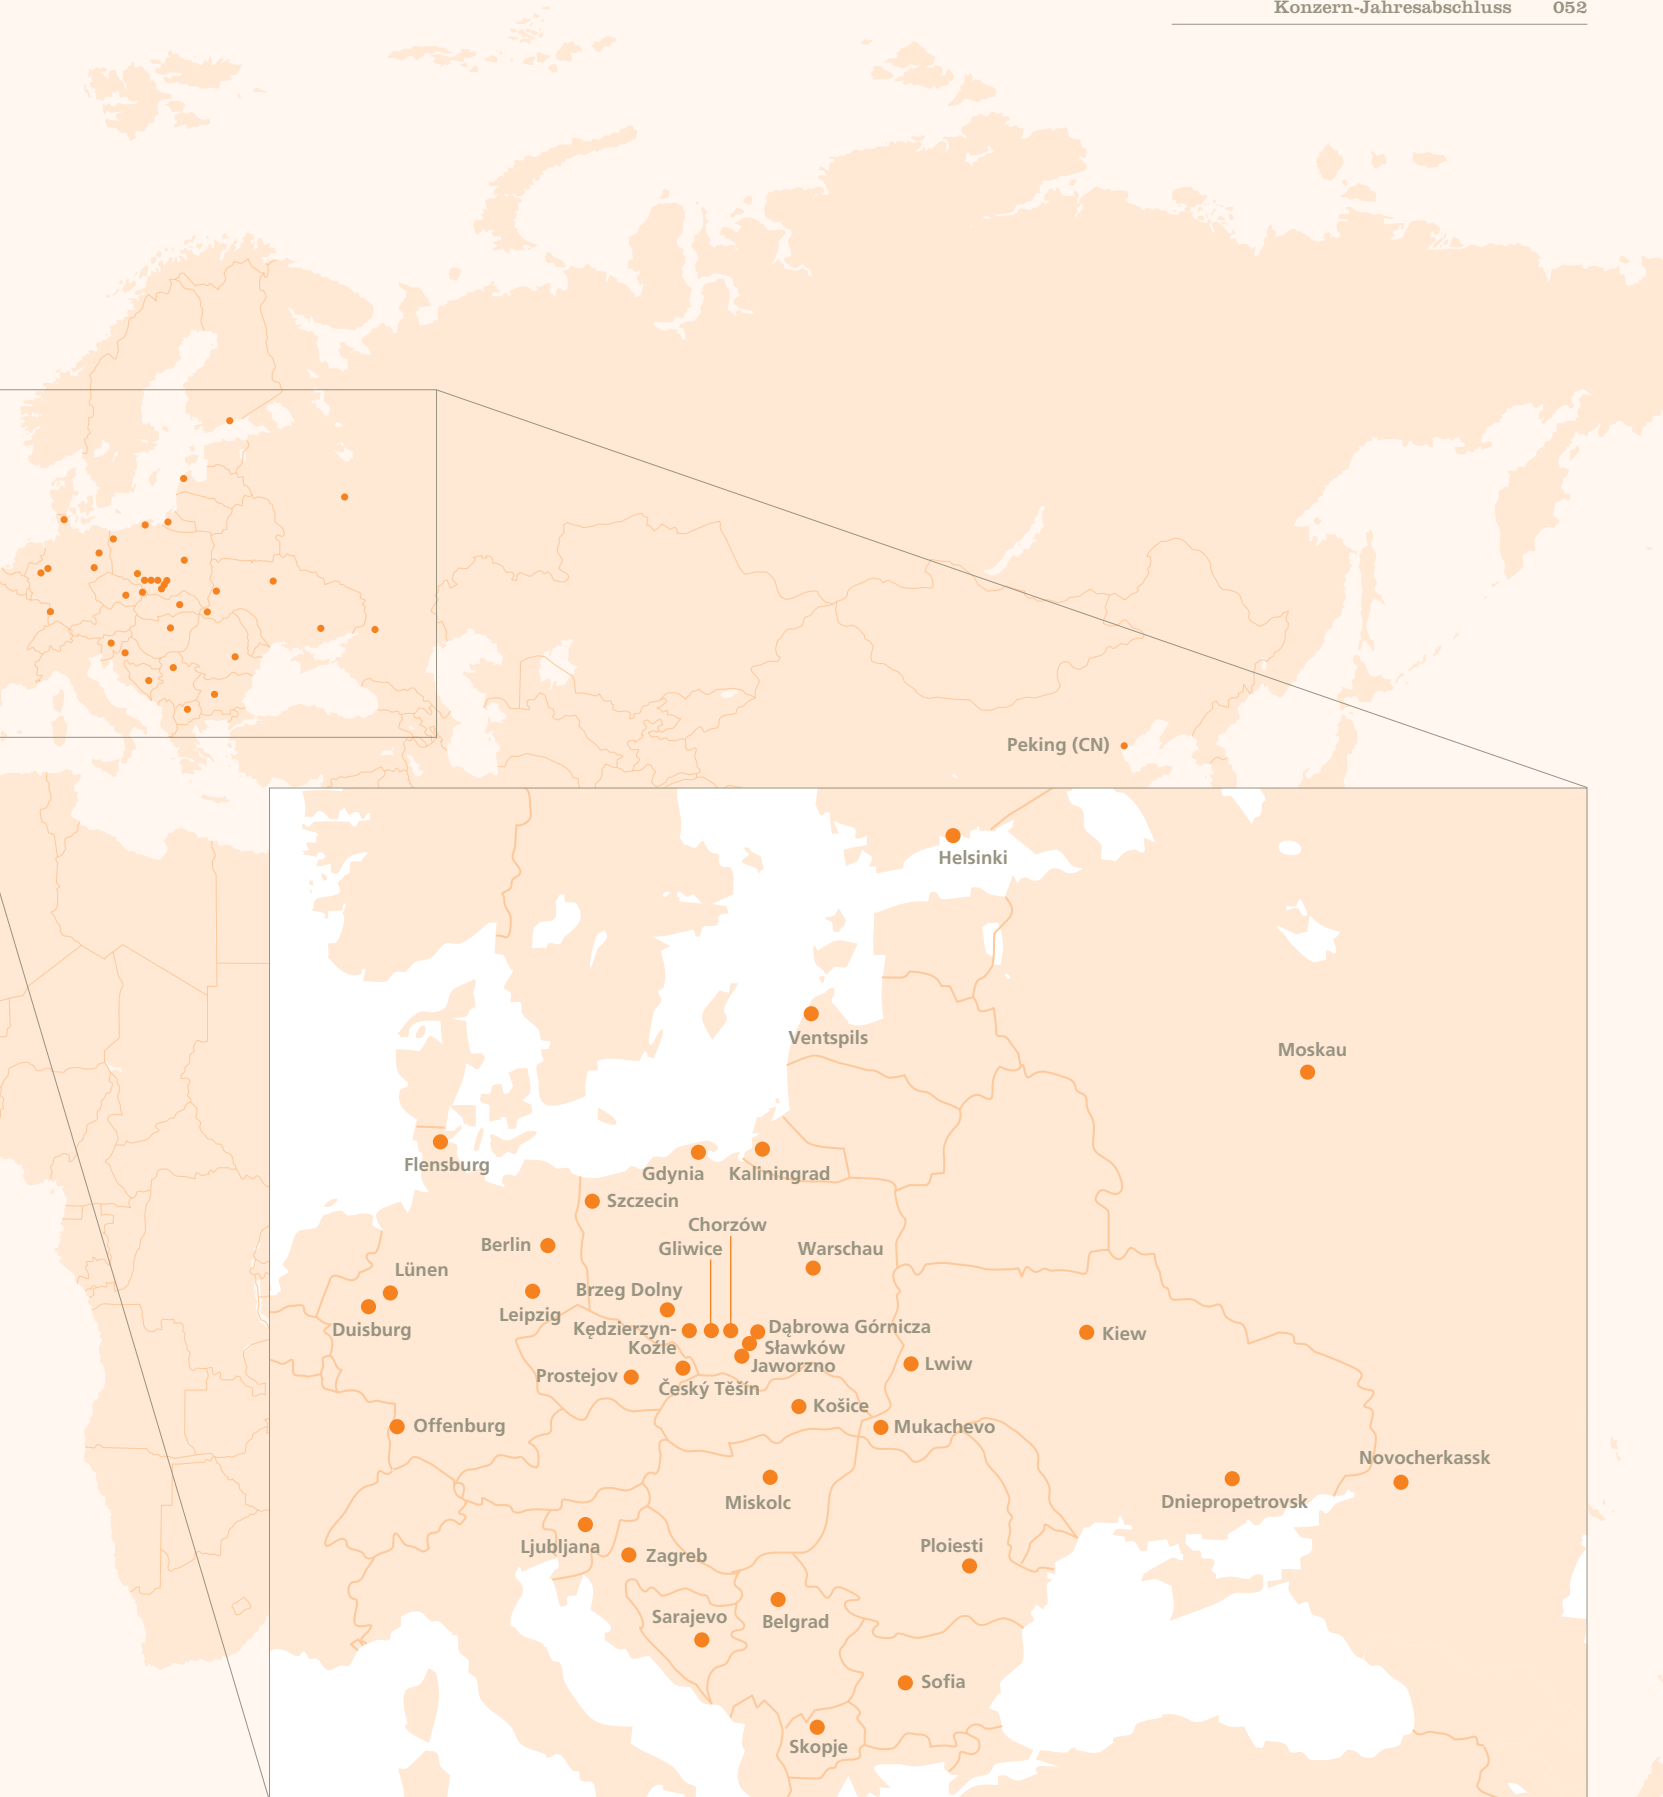 Konzern-Jahresabschluss 052
Peking (CN)
Helsinki
Ventspils
Moskau
Flensburg
Gdynia
Kaliningrad
Szczecin
Chorzów
Berlin
Gliwice
Warschau
Lünen
Brzeg Dolny
Leipzig
Duisburg
Kędzierzyn-
Koźle
Dąbrowa Górnicza
Sławków
Jaworzno
Kiew
Lwiw
Prostejov
Český Těšín
Košice
Offenburg
Mukachevo
Novocherkassk
Miskolc
Dniepropetrovsk
Ljubljana
Zagreb
Ploiesti
Sarajevo
Belgrad
Sofia
Skopje